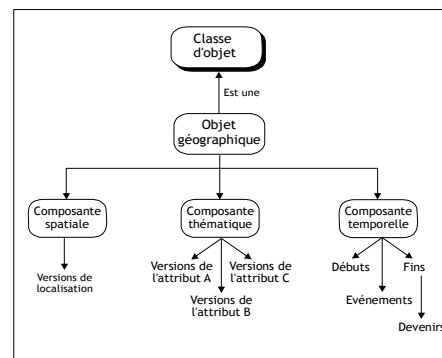 Classe
d'objet
Est une
Objet
géographique
Composante
spatiale
Composante
thématique
Composante
temporelle
Versions de
localisation
Versions de
l'attribut A
Versions de
l'attribut C
Versions de
l'attribut B
Débuts
Fins
Evénements
Devenirs